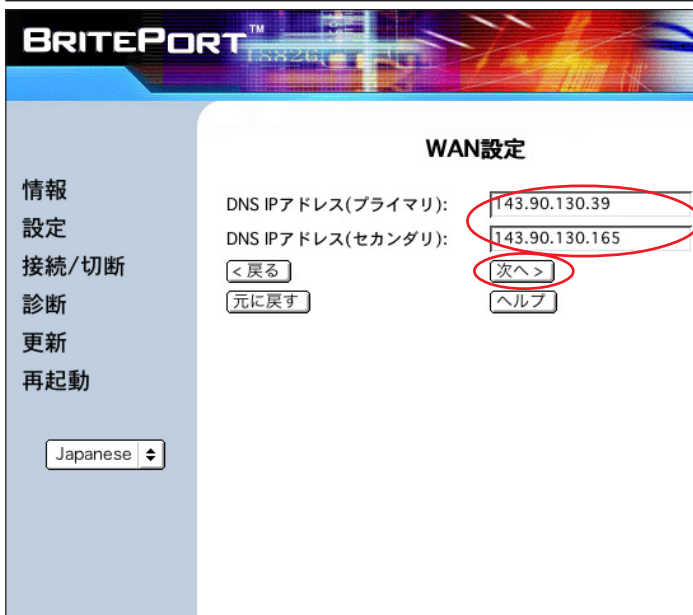 BRITEPORT™
WAN設定
情報
設定
接続/切断
診断
更新
再起動
Japanese
DNS IPアドレス(プライマリ): 143.90.130.39
DNS IPアドレス(セカンダリ): 143.90.130.165
< 戻る 次へ >
元に戻す ヘルプ